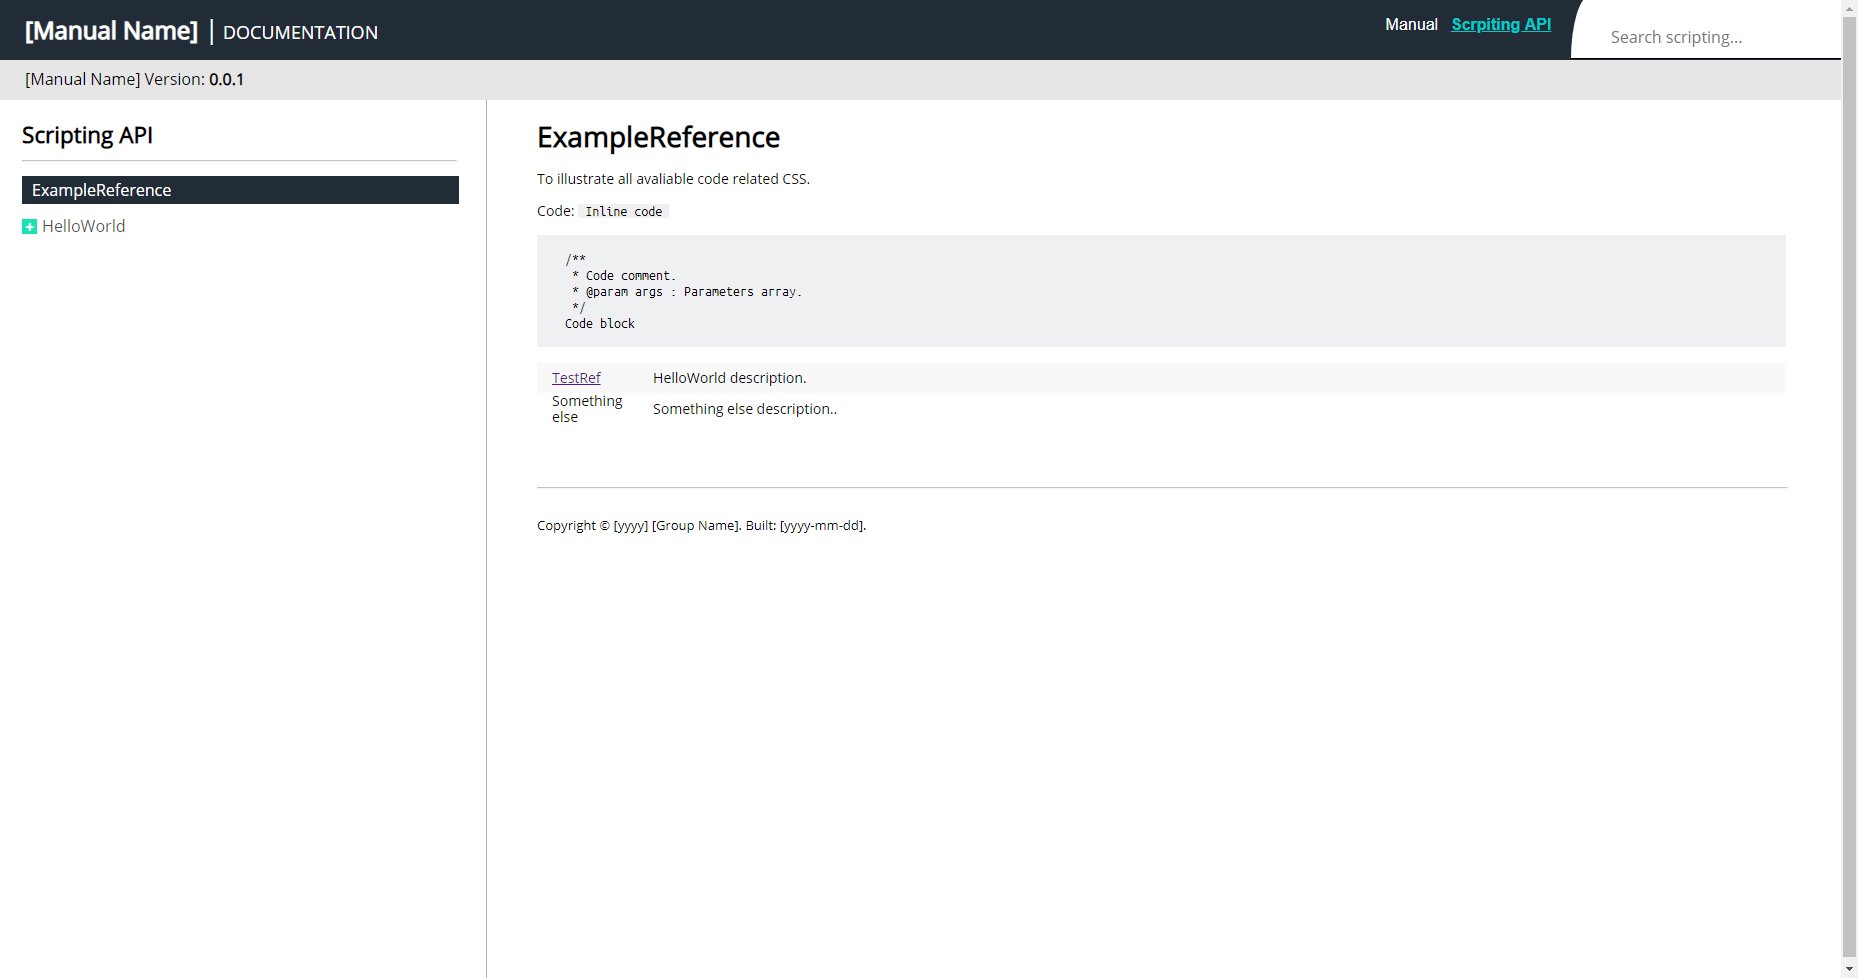 [Manual Name] | DOCUMENTATION
Manual Scrpiting API
Search scripting...
[Manual Name] Version: 0.0.1
Scripting API
ExampleReference
HelloWorld
ExampleReference
To illustrate all avaliable code related CSS.
Code: Inline code
/**
* Code comment.
* @param args : Parameters array.
*/
Code block
TestRef HelloWorld description.
Something else Something else description..
Copyright © [yyyy] [Group Name]. Built: [yyyy-mm-dd].